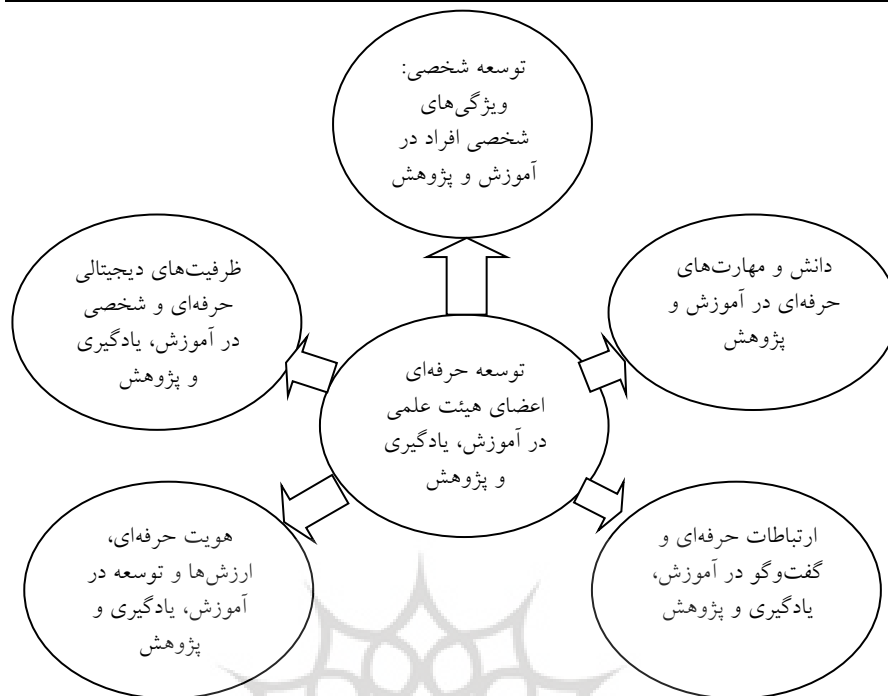 توسعه شخصی:
ویژگی‌های
شخصی افراد در
آموزش و پژوهش
دانش و مهارت‌های
حرفه‌ای در آموزش و
پژوهش
ظرفیت‌های دیجیتالی
حرفه‌ای و شخصی
در آموزش، یادگیری
و پژوهش
توسعه حرفه‌ای
اعضای هیئت علمی
در آموزش، یادگیری
و پژوهش
ارتباطات حرفه‌ای و
گفت‌وگو در آموزش،
یادگیری و پژوهش
هویت حرفه‌ای،
ارزش‌ها و توسعه در
آموزش، یادگیری و
پژوهش